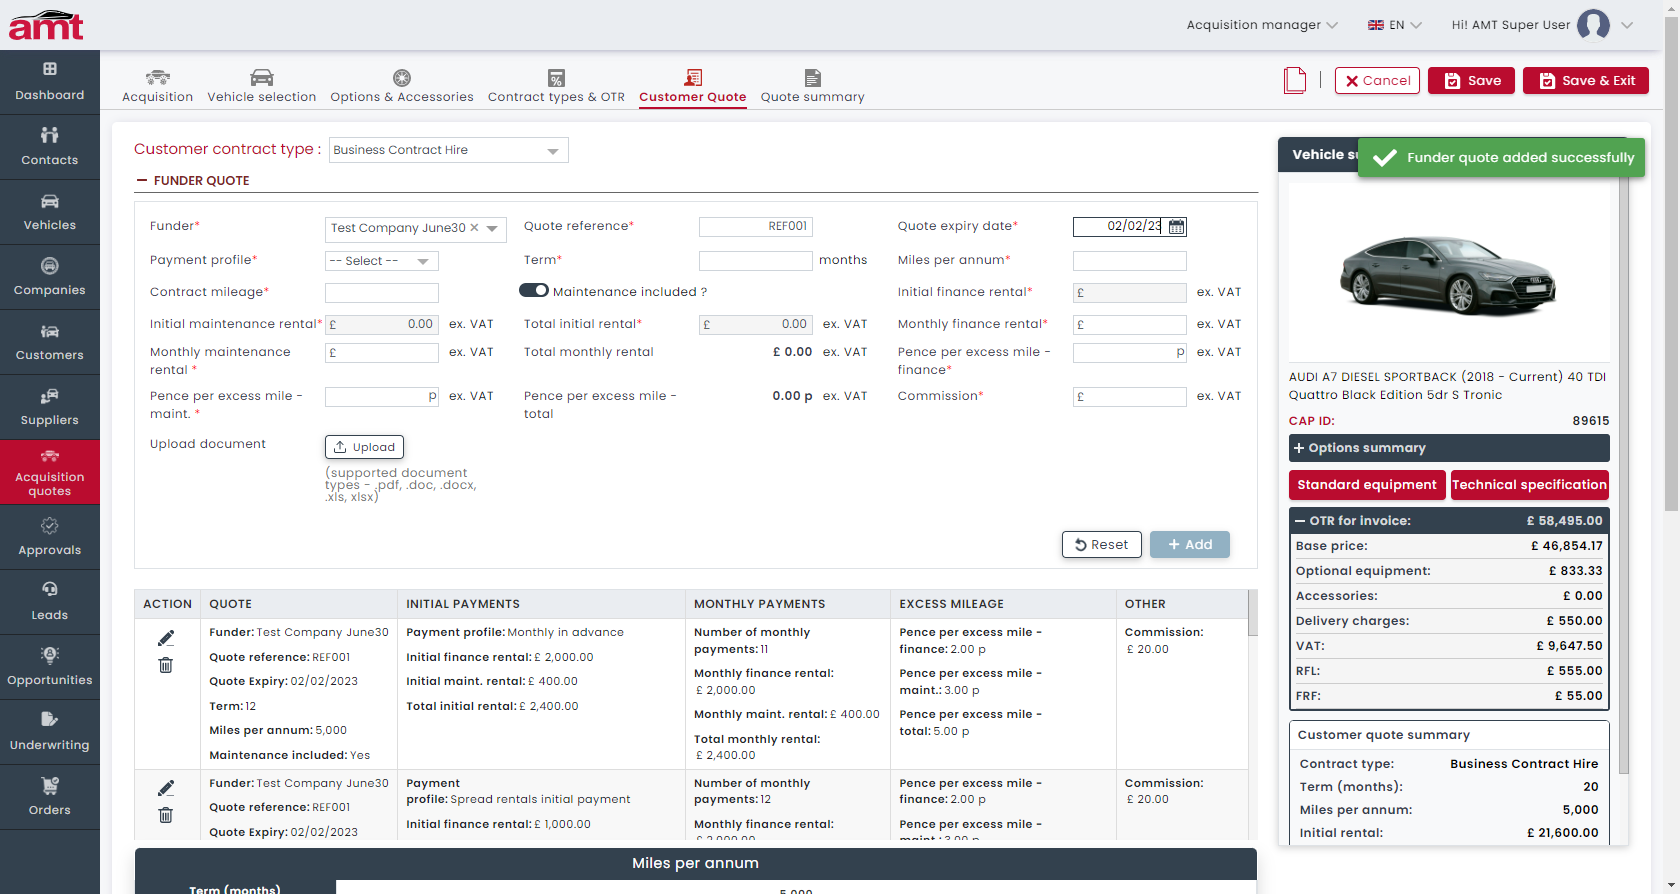 amt
Acquisition manager
EN
Hi! AMT Super User
Dashboard
Contacts
Vehicles
Companies
Customers
Suppliers
Acquisition
quotes
Approvals
Leads
Opportunities
Underwriting
Orders
Acquisition
Vehicle selection
Options & Accessories
Contract types & OTR
Customer Quote
Quote summary
Cancel
Save
Save & Exit
Customer contract type :
Business Contract Hire
FUNDER QUOTE
Funder*
Test Company June30 ×
Quote reference*
REF001
Quote expiry date*
02/02/23
Payment profile*
-- Select --
Term*
months
Miles per annum*
Contract mileage*
Maintenance included ?
Initial finance rental*
£
ex. VAT
Initial maintenance rental*
£ 0.00
ex. VAT
Total initial rental*
£ 0.00
ex. VAT
Monthly finance rental*
£
ex. VAT
Monthly maintenance
rental *
£
ex. VAT
Total monthly rental
£ 0.00
ex. VAT
Pence per excess mile -
finance*
p
ex. VAT
Pence per excess mile -
maint. *
p
ex. VAT
Pence per excess mile -
total
0.00 p
ex. VAT
Commission*
£
ex. VAT
Upload document
Upload
(supported document
types - .pdf, .doc, .docx,
.xls, xlsx)
Reset
+ Add
ACTION
QUOTE
INITIAL PAYMENTS
MONTHLY PAYMENTS
EXCESS MILEAGE
OTHER
Funder: Test Company June30
Quote reference: REF001
Quote Expiry: 02/02/2023
Term: 12
Miles per annum: 5,000
Maintenance included: Yes
Payment profile: Monthly in advance
Initial finance rental: £ 2,000.00
Initial maint. rental: £ 400.00
Total initial rental: £ 2,400.00
Number of monthly
payments: 11
Monthly finance rental:
£ 2,000.00
Monthly maint. rental: £ 400.00
Total monthly rental:
£ 2,400.00
Pence per excess mile -
finance: 2.00 p
Pence per excess mile -
maint.: 3.00 p
Pence per excess mile -
total: 5.00 p
Commission:
£ 20.00
Funder: Test Company June30
Quote reference: REF001
Quote Expiry: 02/02/2023
Payment
profile: Spread rentals initial payment
Initial finance rental: £ 1,000.00
Number of monthly
payments: 12
Monthly finance rental:
£ 2,000.00
Pence per excess mile -
finance: 2.00 p
Pence per excess mile -
maint.: 3.00 p
Commission:
£ 20.00
Miles per annum
Term (months)
5,000
Vehicle su
Funder quote added successfully
AUDI A7 DIESEL SPORTBACK (2018 - Current) 40 TDI
Quattro Black Edition 5dr S Tronic
CAP ID: 89615
+ Options summary
Standard equipment
Technical specification
— OTR for invoice: £ 58,495.00
Base price: £ 46,854.17
Optional equipment: £ 833.33
Accessories: £ 0.00
Delivery charges: £ 550.00
VAT: £ 9,647.50
RFL: £ 555.00
FRF: £ 55.00
Customer quote summary
Contract type: Business Contract Hire
Term (months): 20
Miles per annum: 5,000
Initial rental: £ 21,600.00